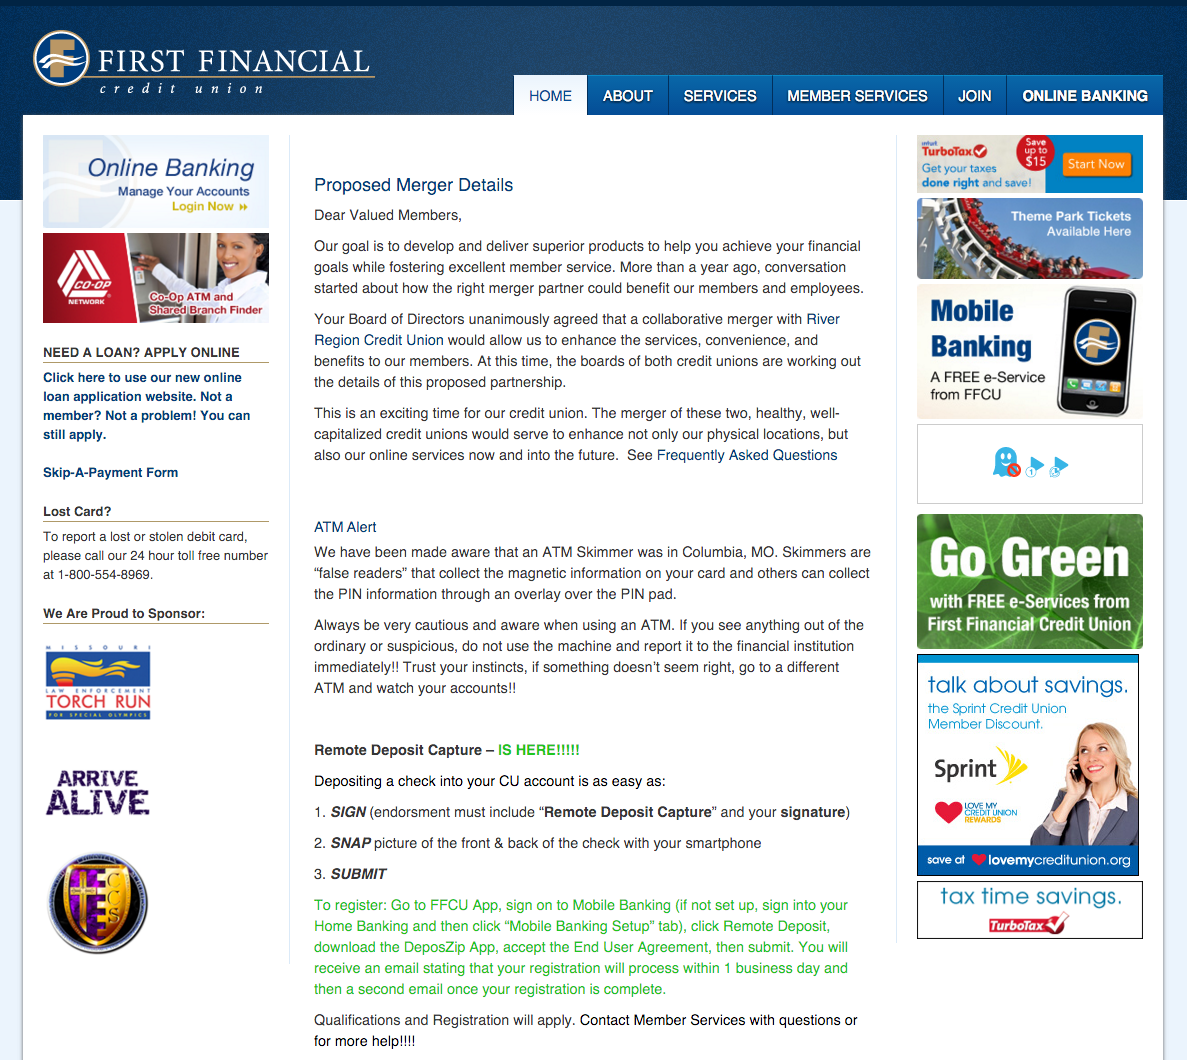 FIRST FINANCIAL
credit union
HOME
ABOUT
SERVICES
MEMBER SERVICES
JOIN
ONLINE BANKING
Online Banking
Manage Your Accounts
Login Now
CO-OP
NETWORK
Co-Op ATM and
Shared Branch Finder
NEED A LOAN? APPLY ONLINE
Click here to use our new online
loan application website. Not a
member? Not a problem! You can
still apply.
Skip-A-Payment Form
Lost Card?
To report a lost or stolen debit card,
please call our 24 hour toll free number
at 1-800-554-8969.
We Are Proud to Sponsor:
MISSOURI
LAW ENFORCEMENT
TORCH RUN
FOR SPECIAL OLYMPICS
ARRIVE
ALIVE
CCS
Proposed Merger Details
Dear Valued Members,
Our goal is to develop and deliver superior products to help you achieve your financial
goals while fostering excellent member service. More than a year ago, conversation
started about how the right merger partner could benefit our members and employees.
Your Board of Directors unanimously agreed that a collaborative merger with River
Region Credit Union would allow us to enhance the services, convenience, and
benefits to our members. At this time, the boards of both credit unions are working out
the details of this proposed partnership.
This is an exciting time for our credit union. The merger of these two, healthy, well-
capitalized credit unions would serve to enhance not only our physical locations, but
also our online services now and into the future.  See Frequently Asked Questions
ATM Alert
We have been made aware that an ATM Skimmer was in Columbia, MO. Skimmers are
“false readers” that collect the magnetic information on your card and others can collect
the PIN information through an overlay over the PIN pad.
Always be very cautious and aware when using an ATM. If you see anything out of the
ordinary or suspicious, do not use the machine and report it to the financial institution
immediately!! Trust your instincts, if something doesn’t seem right, go to a different
ATM and watch your accounts!!
Remote Deposit Capture – IS HERE!!!!!
Depositing a check into your CU account is as easy as:
1. SIGN (endorsment must include “Remote Deposit Capture” and your signature)
2. SNAP picture of the front & back of the check with your smartphone
3. SUBMIT
To register: Go to FFCU App, sign on to Mobile Banking (if not set up, sign into your
Home Banking and then click “Mobile Banking Setup” tab), click Remote Deposit,
download the DeposZip App, accept the End User Agreement, then submit. You will
receive an email stating that your registration will process within 1 business day and
then a second email once your registration is complete.
Qualifications and Registration will apply. Contact Member Services with questions or
for more help!!!!
intuit
TurboTax
Save
up to
$15
Get your taxes
done right and save!
Start Now
Theme Park Tickets
Available Here
Mobile
Banking
A FREE e-Service
from FFCU
Go Green
with FREE e-Services from
First Financial Credit Union
talk about savings.
the Sprint Credit Union
Member Discount.
Sprint
LOVE MY
CREDIT UNION
REWARDS
save at lovemycreditunion.org
tax time savings.
TurboTax